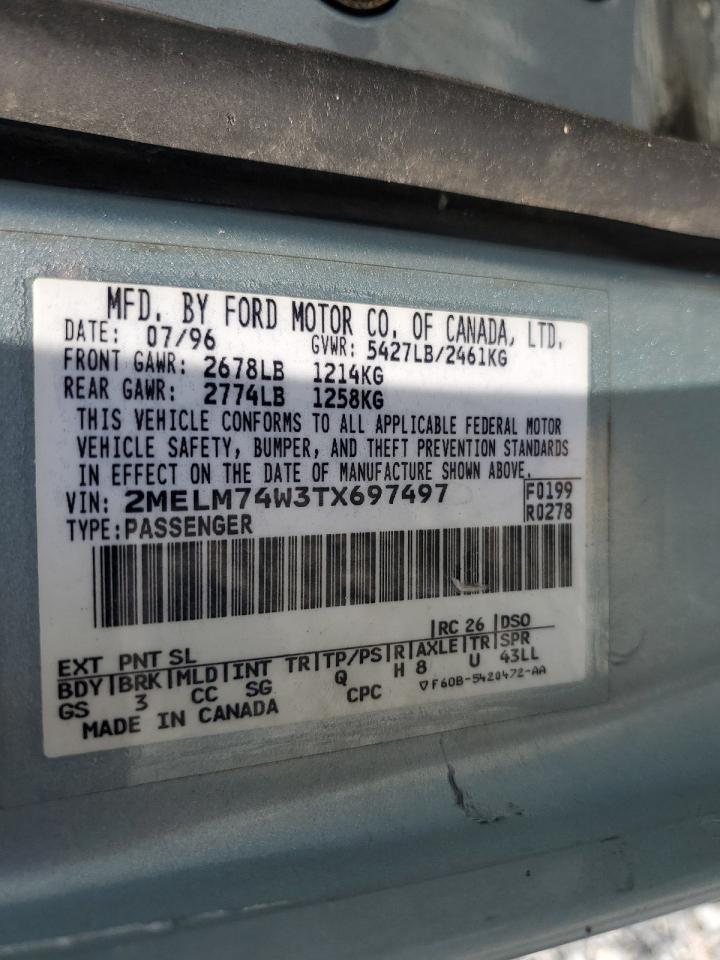 MFD. BY FORD MOTOR CO. OF CANADA, LTD.
DATE: 07/96 GVWR: 5427LB/2461KG
FRONT GAWR: 2678LB 1214KG
REAR GAWR: 2774LB 1258KG
THIS VEHICLE CONFORMS TO ALL APPLICABLE FEDERAL MOTOR
VEHICLE SAFETY, BUMPER, AND THEFT PREVENTION STANDARDS
IN EFFECT ON THE DATE OF MANUFACTURE SHOWN ABOVE.
VIN: 2MELM74W3TX697497 F0199
TYPE: PASSENGER R0278
EXT PNT SL RC 26 DSO
BDY BRK MLD INT TR TP/PS R AXLE TR SPR
GS 3 CC SG Q H 8 U 43LL
MADE IN CANADA CPC ▽F60B-5420472-AA